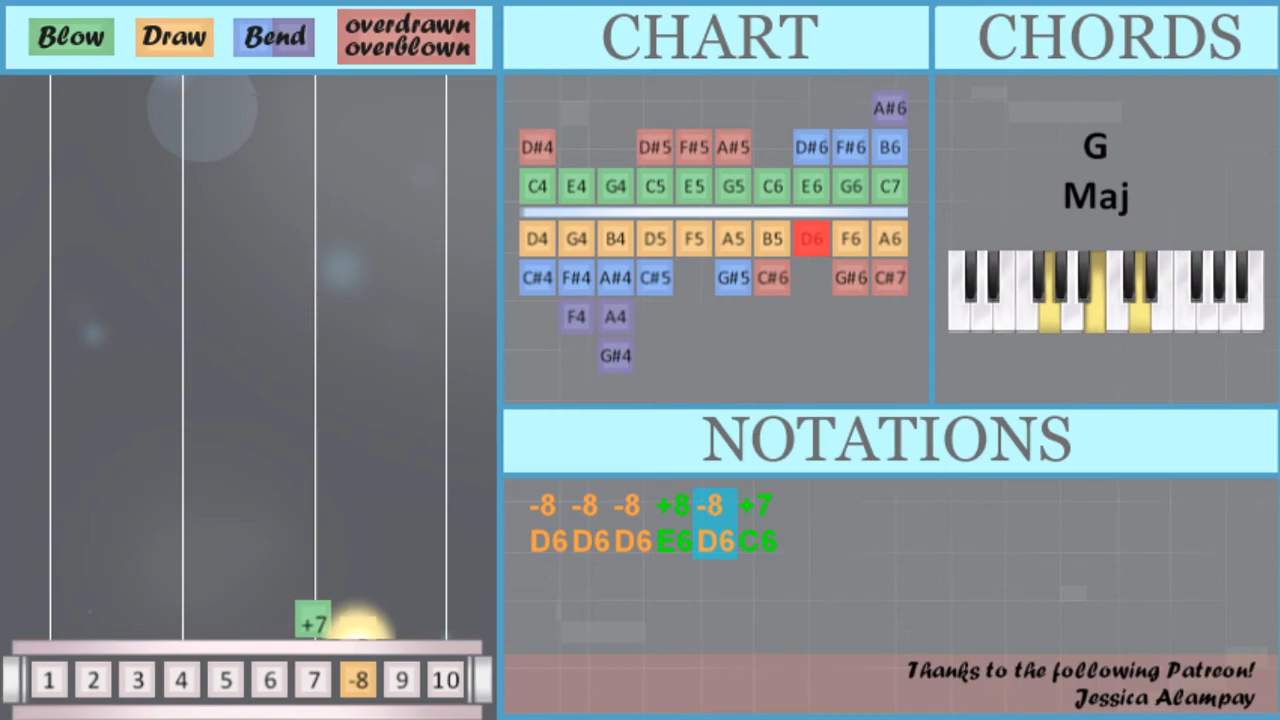 Blow Draw Bend overdrawn
overblown
CHART
CHORDS
A#6
D#4 D#5 F#5 A#5 D#6 F#6 B6
C4 E4 G4 C5 E5 G5 C6 E6 G6 C7
D4 G4 B4 D5 F5 A5 B5 D6 F6 A6
C#4 F#4 A#4 C#5 G#5 C#6 G#6 C#7
F4 A4
G#4
G
Maj
NOTATIONS
-8 -8 -8 +8 -8 +7
D6 D6 D6 E6 D6 C6
+7
1 2 3 4 5 6 7 -8 9 10
Thanks to the following Patreon!
Jessica Alampay